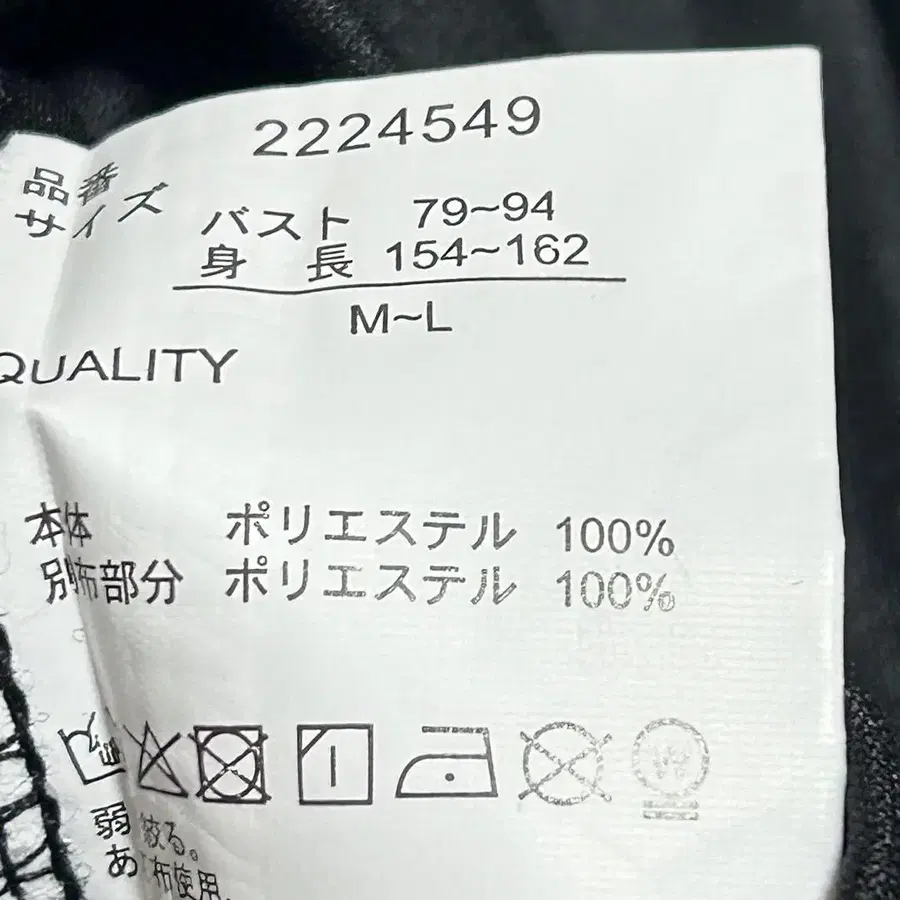 品番 2224549
サイズ バスト 79~94
身長 154~162
M~L
QUALITY
本体 ポリエステル 100%
別布部分 ポリエステル 100%
弱 絞る。
あ 布使用